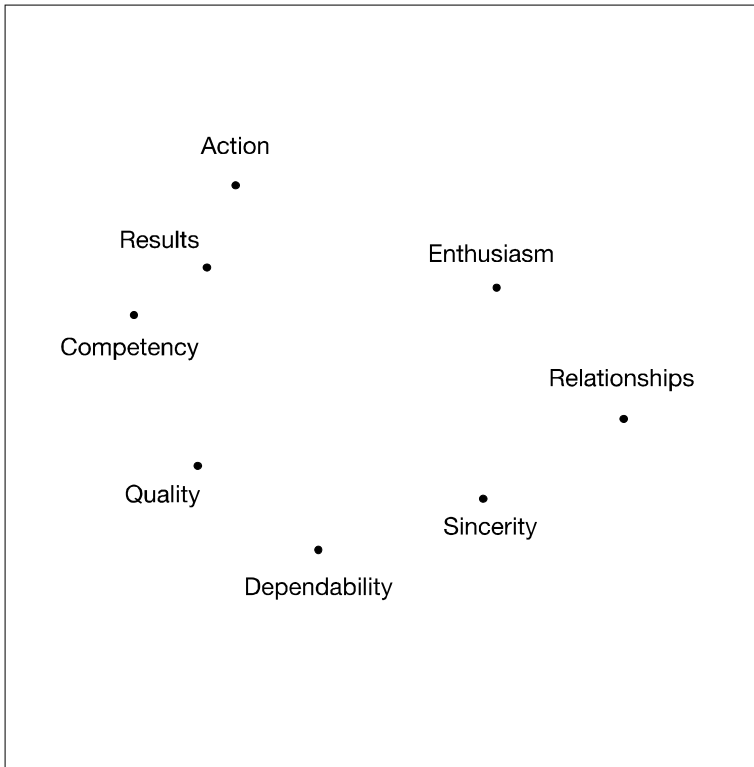 Action
Results
Enthusiasm
Competency
Relationships
Quality
Sincerity
Dependability